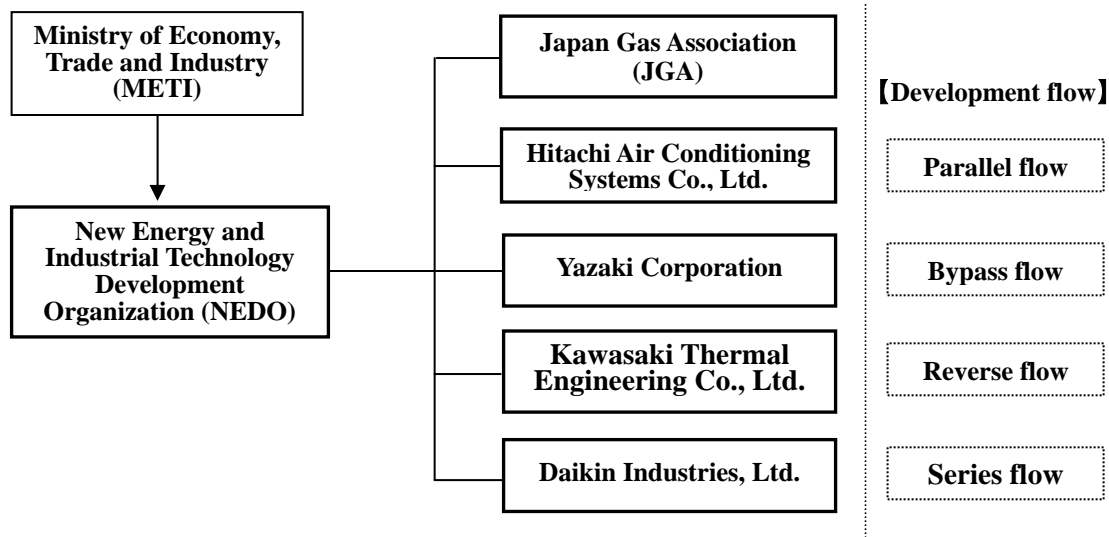 Ministry of Economy,
Trade and Industry
(METI)
New Energy and
Industrial Technology
Development
Organization (NEDO)
Japan Gas Association
(JGA)
Hitachi Air Conditioning
Systems Co., Ltd.
Yazaki Corporation
Kawasaki Thermal
Engineering Co., Ltd.
Daikin Industries, Ltd.
【Development flow】
Parallel flow
Bypass flow
Reverse flow
Series flow